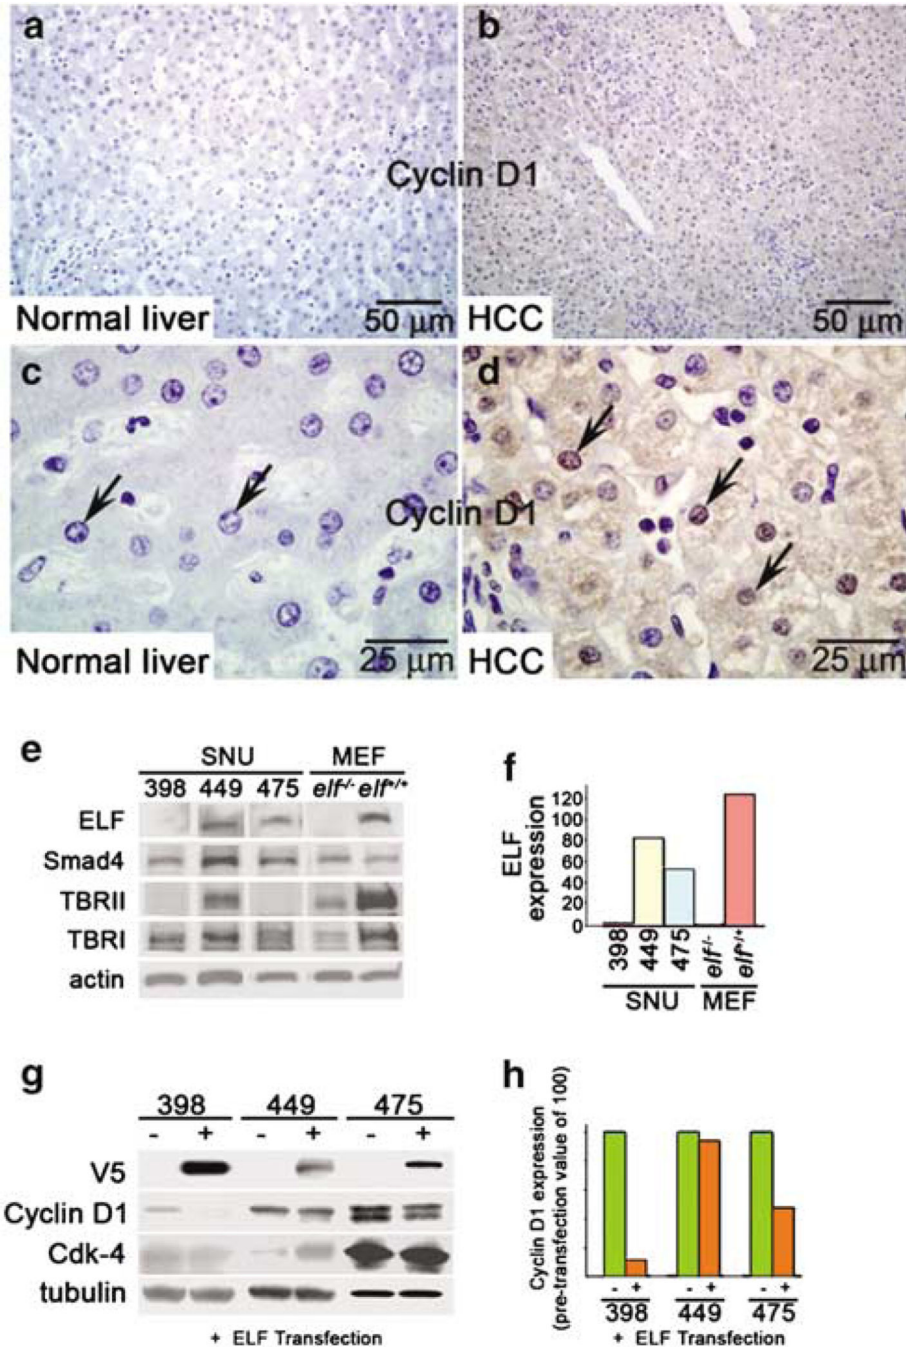 a
b
Cyclin D1
Normal liver
50 µm
HCC
50 µm
c
d
Cyclin D1
Normal liver
25 µm
HCC
25 µm
e
SNU MEF
398 449 475 elf-/- elf+/+
ELF
Smad4
TBRII
TBRI
actin
f
ELF
expression
120
100
80
60
40
20
0
398
449
475
elf-/-
elf+/+
SNU MEF
g
398 449 475
- + - + - +
V5
Cyclin D1
Cdk-4
tubulin
+ ELF Transfection
h
Cyclin D1 expression
(pre-transfection value of 100)
- + - + - +
398 449 475
+ ELF Transfection